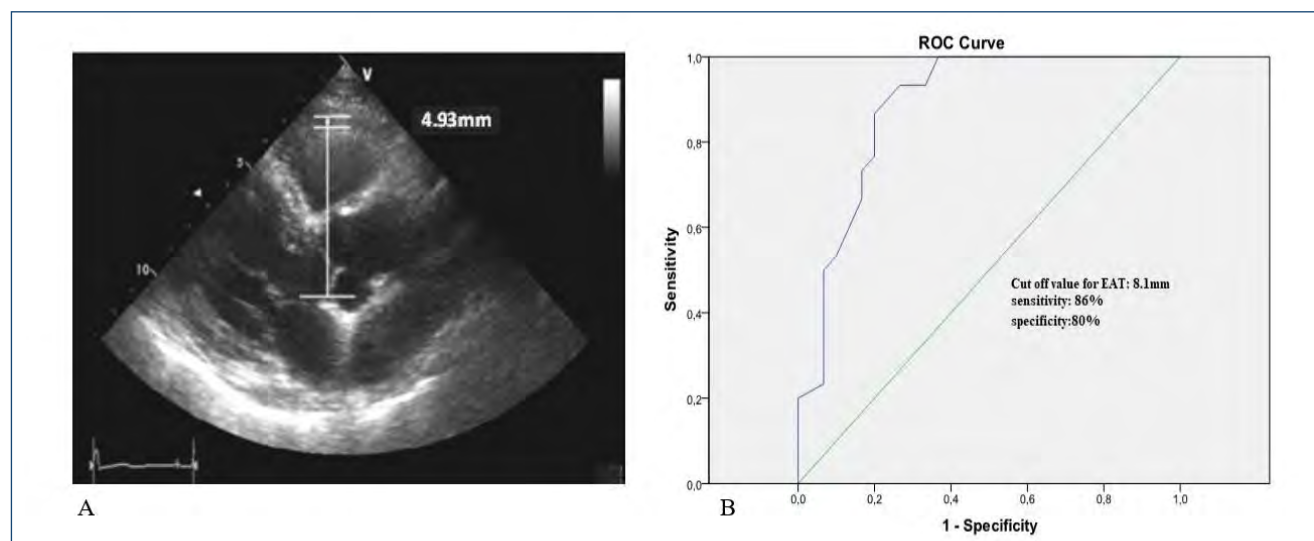 V
4.93mm
5
10
A
ROC Curve
1,0
0,8
0,6
0,4
0,2
0,0
Sensitivity
Cut off value for EAT: 8.1mm
sensitivity: 86%
specificity:80%
0,0 0,2 0,4 0,6 0,8 1,0
1 - Specificity
B